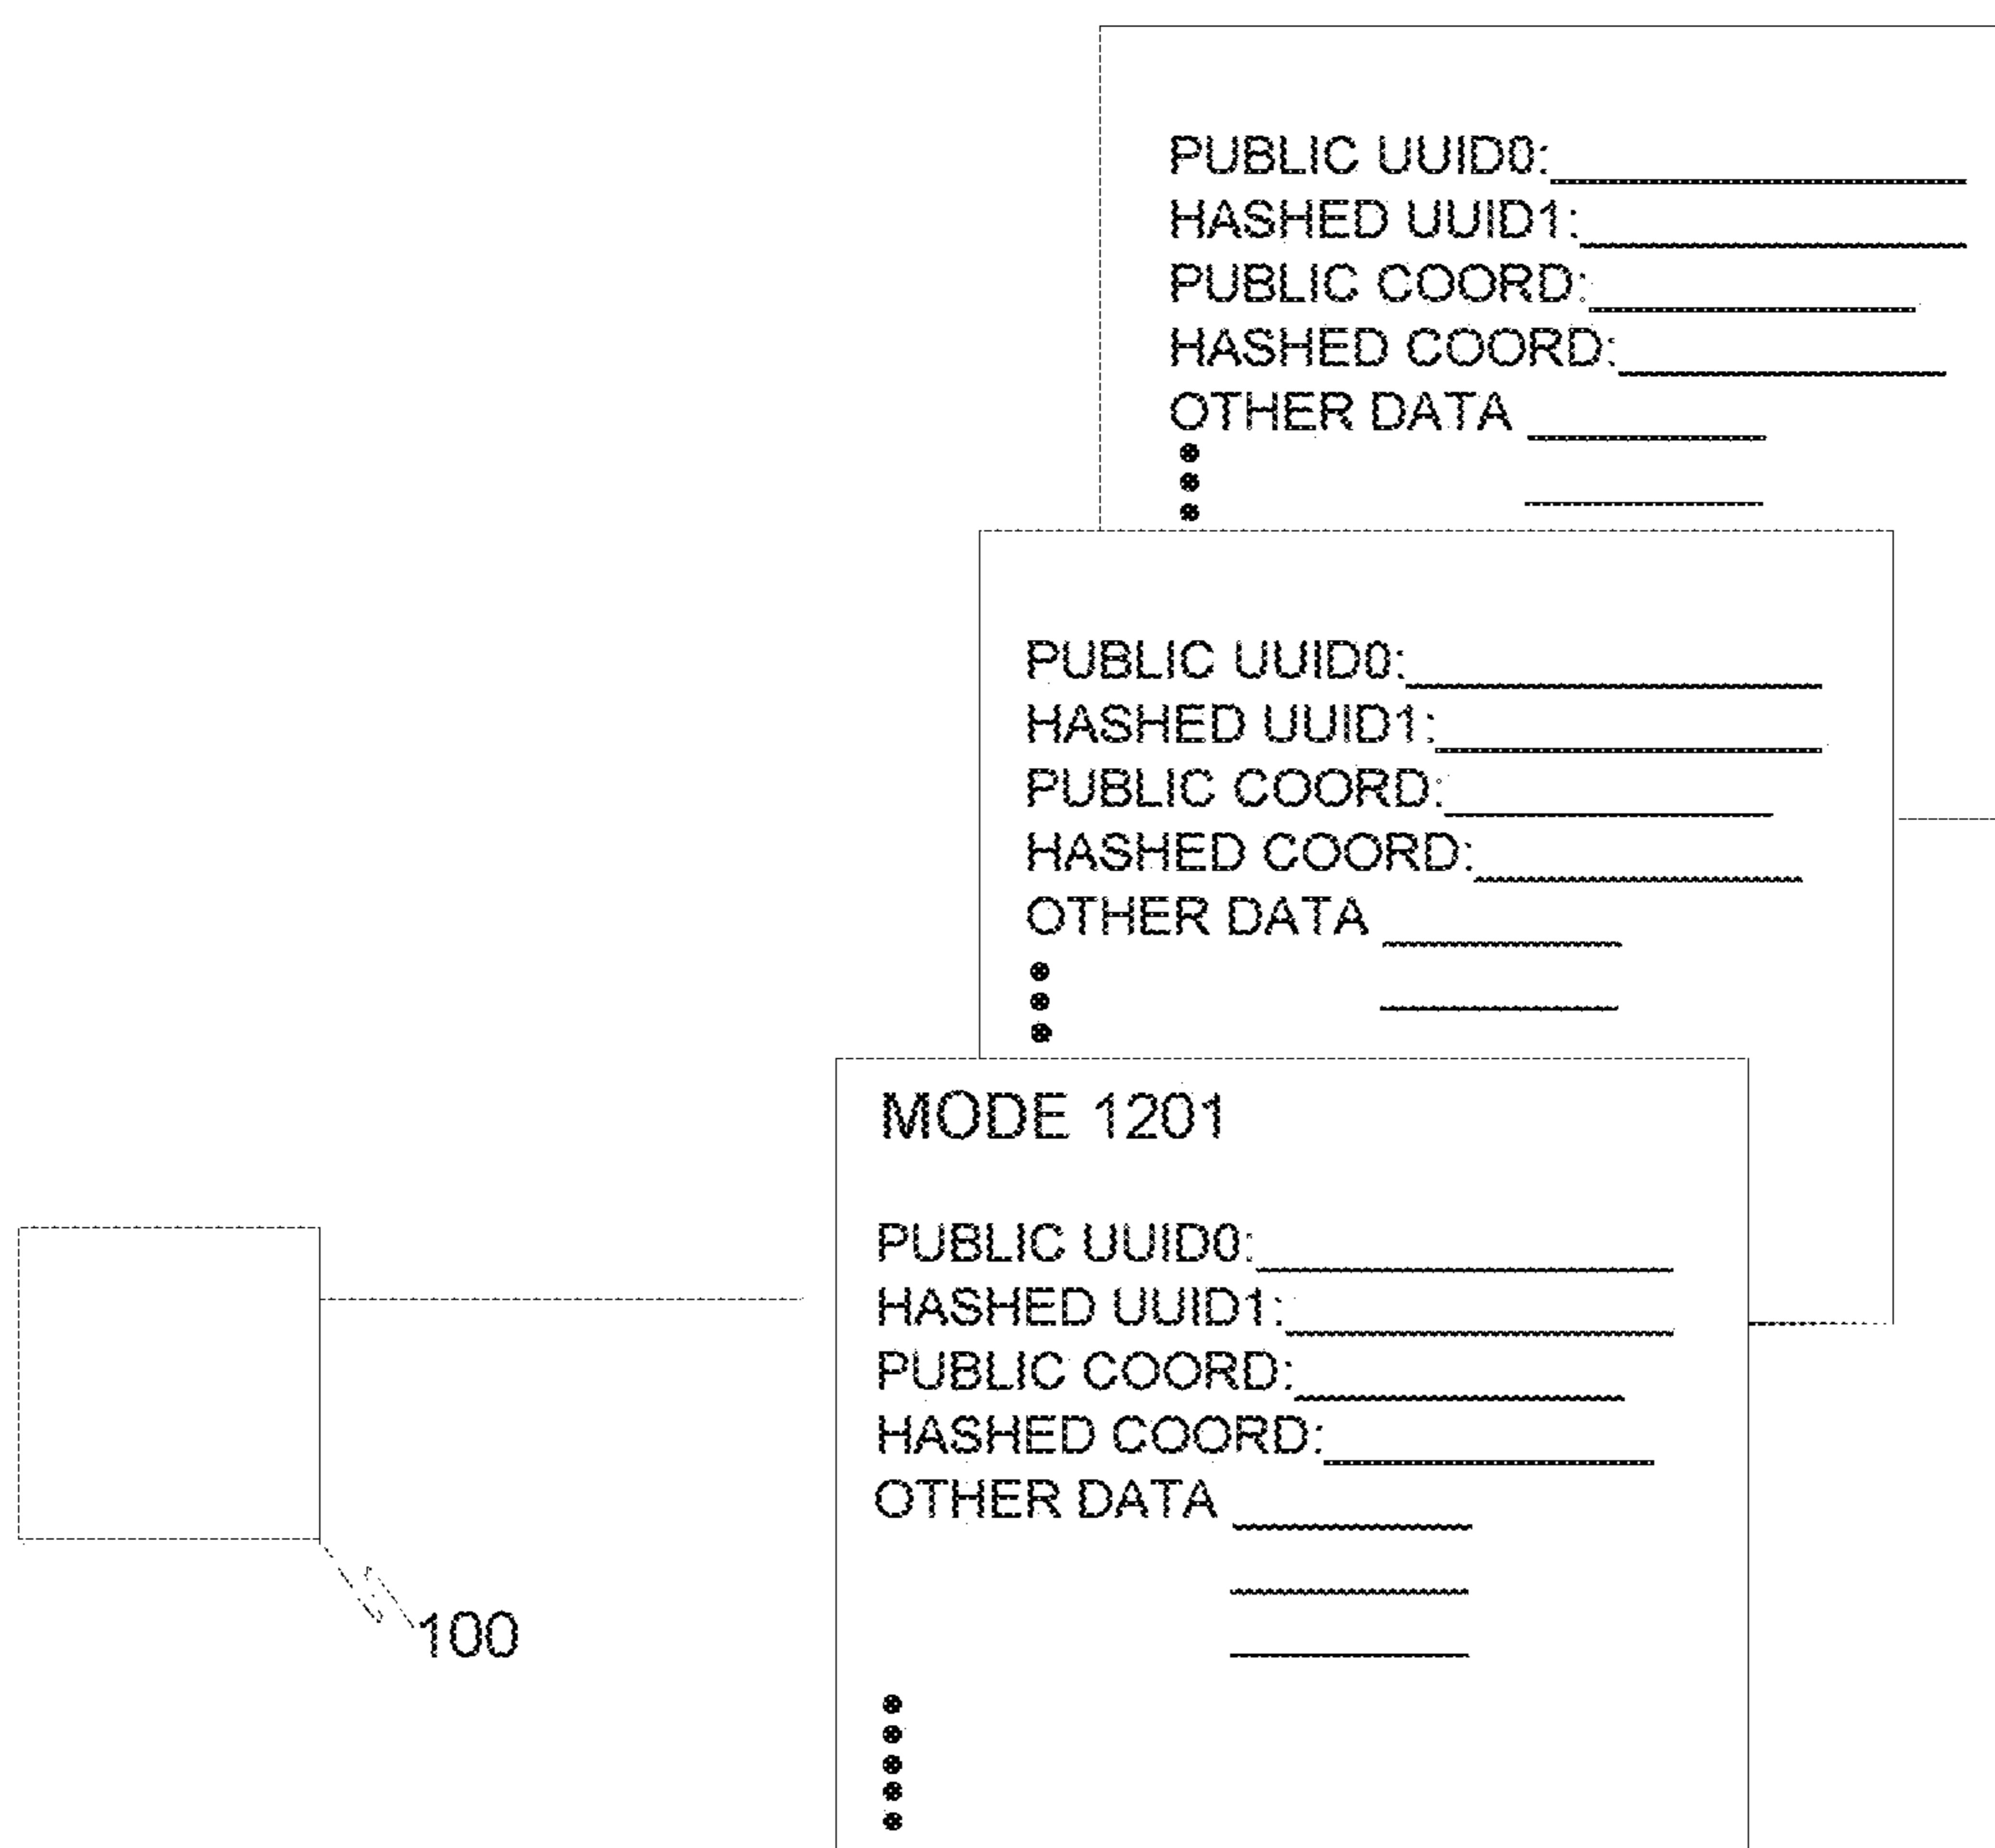 PUBLIC UUID0:
HASHED UUID1:
PUBLIC COORD:
HASHED COORD:
OTHER DATA
PUBLIC UUID0:
HASHED UUID1:
PUBLIC COORD:
HASHED COORD:
OTHER DATA
MODE 1201
PUBLIC UUID0:
HASHED UUID1:
PUBLIC COORD:
HASHED COORD:
OTHER DATA
100